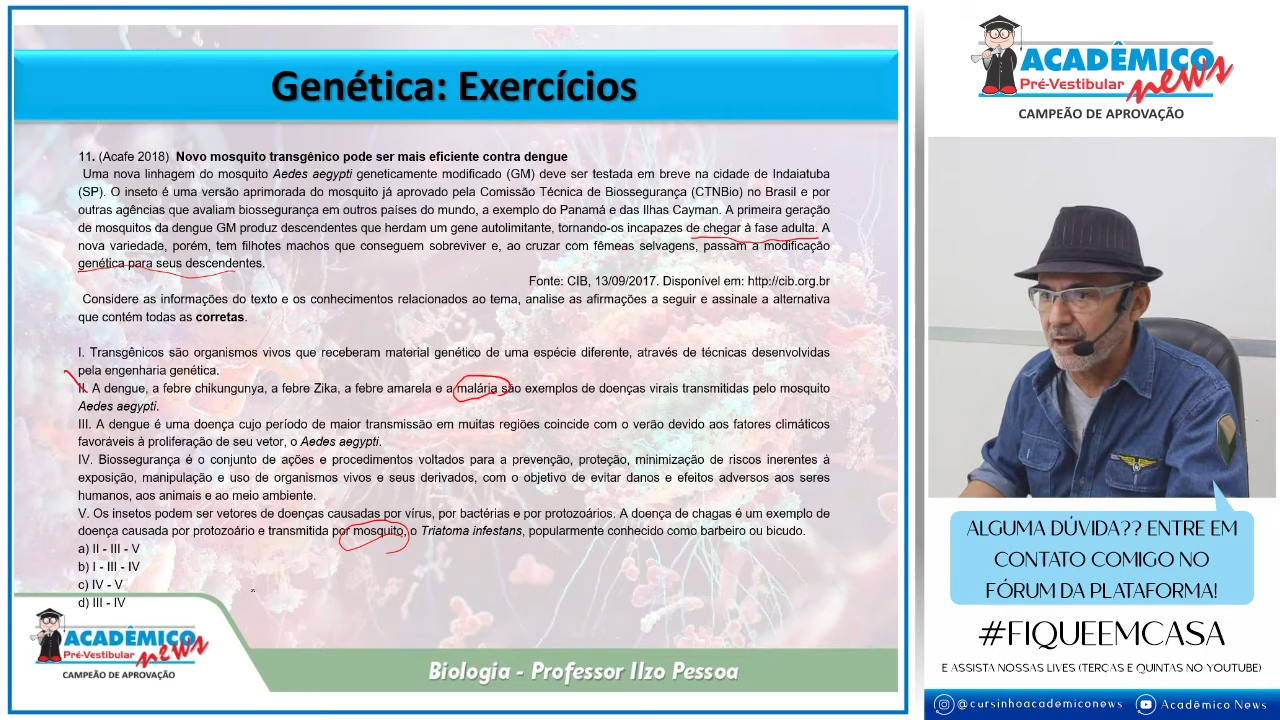 Genética: Exercícios
11. (Acafe 2018)  Novo mosquito transgênico pode ser mais eficiente contra dengue
Uma nova linhagem do mosquito Aedes aegypti geneticamente modificado (GM) deve ser testada em breve na cidade de Indaiatuba
(SP). O inseto é uma versão aprimorada do mosquito já aprovado pela Comissão Técnica de Biossegurança (CTNBio) no Brasil e por
outras agências que avaliam biossegurança em outros países do mundo, a exemplo do Panamá e das Ilhas Cayman. A primeira geração
de mosquitos da dengue GM produz descendentes que herdam um gene autolimitante, tornando-os incapazes de chegar à fase adulta. A
nova variedade, porém, tem filhotes machos que conseguem sobreviver e, ao cruzar com fêmeas selvagens, passam a modificação
genética para seus descendentes.
Fonte: CIB, 13/09/2017. Disponível em: http://cib.org.br
Considere as informações do texto e os conhecimentos relacionados ao tema, analise as afirmações a seguir e assinale a alternativa
que contém todas as corretas.
I. Transgênicos são organismos vivos que receberam material genético de uma espécie diferente, através de técnicas desenvolvidas
pela engenharia genética.
II. A dengue, a febre chikungunya, a febre Zika, a febre amarela e a malária são exemplos de doenças virais transmitidas pelo mosquito
Aedes aegypti.
III. A dengue é uma doença cujo período de maior transmissão em muitas regiões coincide com o verão devido aos fatores climáticos
favoráveis à proliferação de seu vetor, o Aedes aegypti.
IV. Biossegurança é o conjunto de ações e procedimentos voltados para a prevenção, proteção, minimização de riscos inerentes à
exposição, manipulação e uso de organismos vivos e seus derivados, com o objetivo de evitar danos e efeitos adversos aos seres
humanos, aos animais e ao meio ambiente.
V. Os insetos podem ser vetores de doenças causadas por vírus, por bactérias e por protozoários. A doença de chagas é um exemplo de
doença causada por protozoário e transmitida por mosquito, o Triatoma infestans, popularmente conhecido como barbeiro ou bicudo.
a) II - III - V
b) I - III - IV
c) IV - V
d) III - IV
ACADÊMICO
Pré-Vestibular news
CAMPEÃO DE APROVAÇÃO
Biologia - Professor Ilzo Pessoa
ACADÊMICO
Pré-Vestibular news
CAMPEÃO DE APROVAÇÃO
ALGUMA DÚVIDA?? ENTRE EM
CONTATO COMIGO NO
FÓRUM DA PLATAFORMA!
#FIQUEEMCASA
E ASSISTA NOSSAS LIVES (TERÇAS E QUINTAS NO YOUTUBE)
@cursinhoacademiconews
Acadêmico News